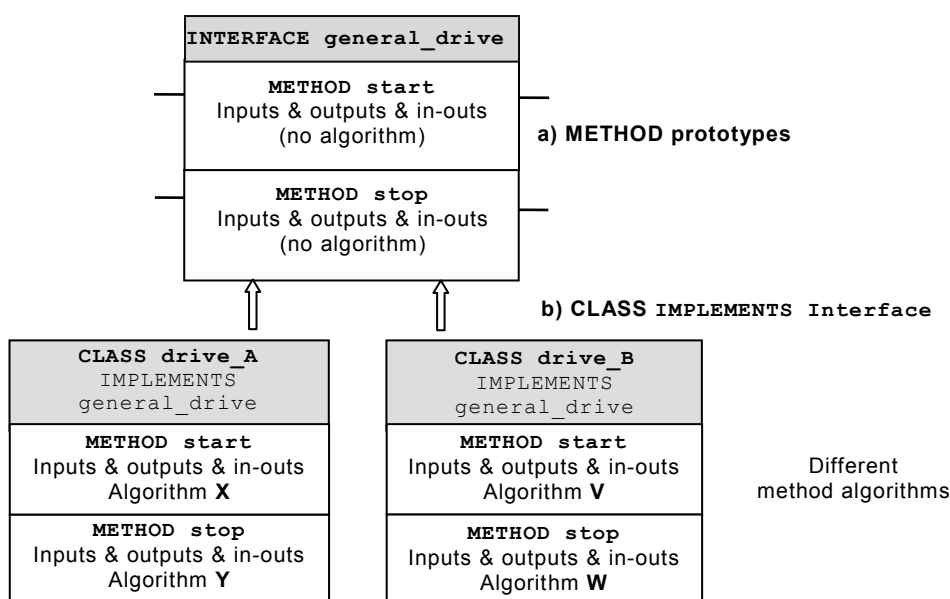 INTERFACE general_drive
METHOD start
Inputs & outputs & in-outs
(no algorithm)
a) METHOD prototypes
METHOD stop
Inputs & outputs & in-outs
(no algorithm)
b) CLASS IMPLEMENTS Interface
CLASS drive_A
IMPLEMENTS
general_drive
METHOD start
Inputs & outputs & in-outs
Algorithm X
METHOD stop
Inputs & outputs & in-outs
Algorithm Y
CLASS drive_B
IMPLEMENTS
general_drive
METHOD start
Inputs & outputs & in-outs
Algorithm V
METHOD stop
Inputs & outputs & in-outs
Algorithm W
Different
method algorithms